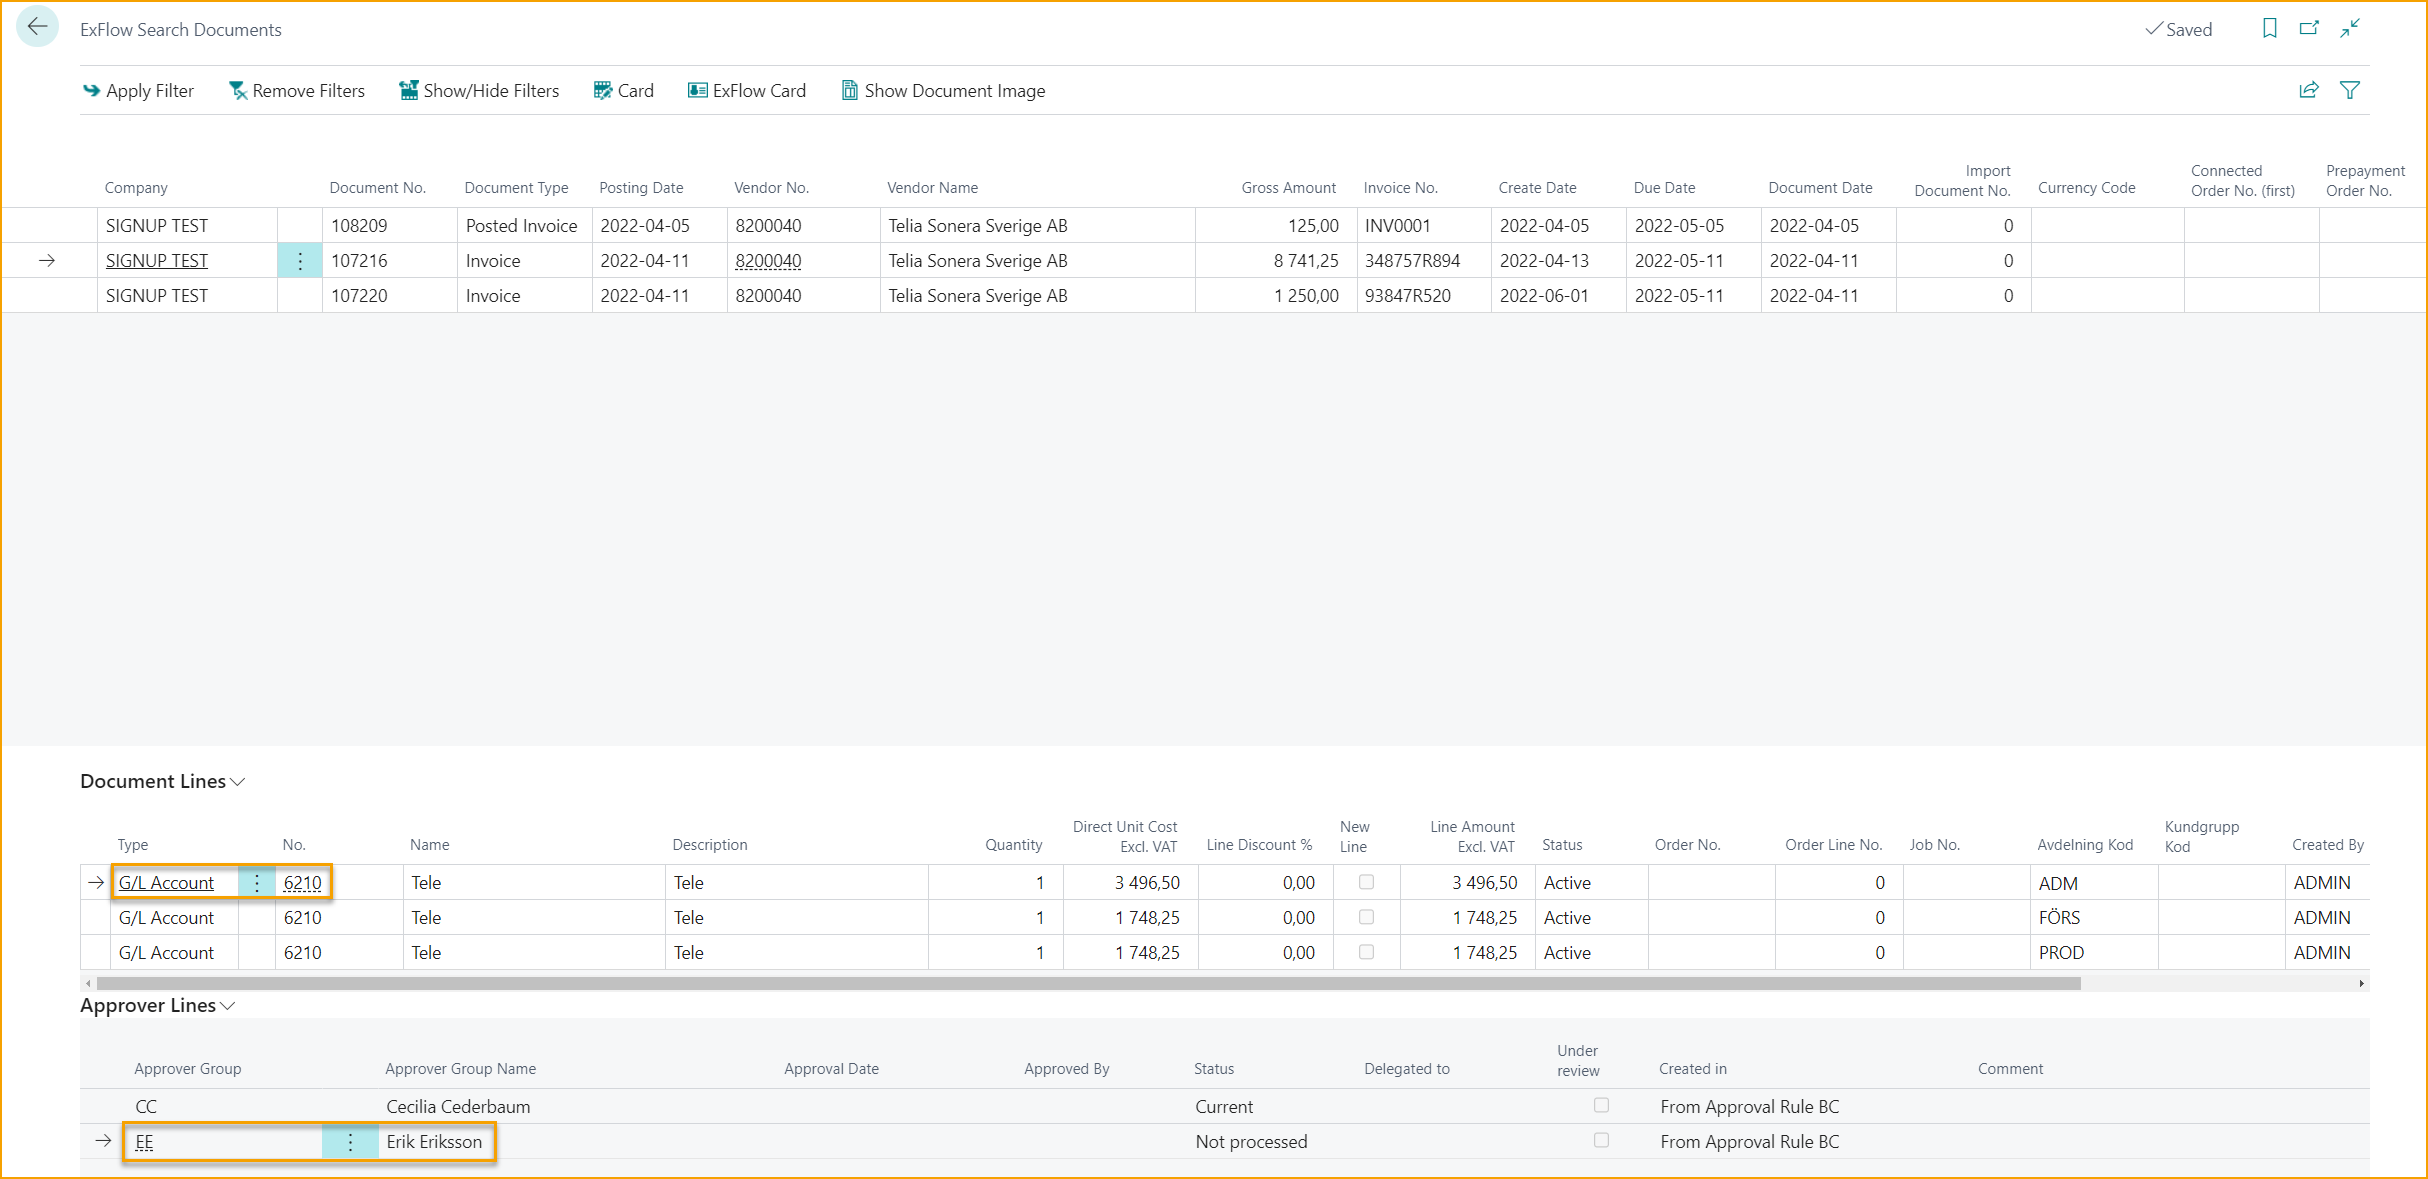 ExFlow Search Documents Saved
Apply Filter Remove Filters Show/Hide Filters Card ExFlow Card Show Document Image
Company Document No. Document Type Posting Date Vendor No. Vendor Name Gross Amount Invoice No. Create Date Due Date Document Date Import Document No. Currency Code Connected Order No. (first) Prepayment Order No.
SIGNUP TEST 108209 Posted Invoice 2022-04-05 8200040 Telia Sonera Sverige AB 125,00 INV0001 2022-04-05 2022-05-05 2022-04-05 0
SIGNUP TEST 107216 Invoice 2022-04-11 8200040 Telia Sonera Sverige AB 8 741,25 348757R894 2022-04-13 2022-05-11 2022-04-11 0
SIGNUP TEST 107220 Invoice 2022-04-11 8200040 Telia Sonera Sverige AB 1 250,00 93847R520 2022-06-01 2022-05-11 2022-04-11 0
Document Lines
Type No. Name Description Quantity Direct Unit Cost Excl. VAT Line Discount % New Line Line Amount Excl. VAT Status Order No. Order Line No. Job No. Avdelning Kod Kundgrupp Kod Created By
G/L Account 6210 Tele Tele 1 3 496,50 0,00 3 496,50 Active 0 ADM ADMIN
G/L Account 6210 Tele Tele 1 1 748,25 0,00 1 748,25 Active 0 FÖRS ADMIN
G/L Account 6210 Tele Tele 1 1 748,25 0,00 1 748,25 Active 0 PROD ADMIN
Approver Lines
Approver Group Approver Group Name Approval Date Approved By Status Delegated to Under review Created in Comment
CC Cecilia Cederbaum Current From Approval Rule BC
EE Erik Eriksson Not processed From Approval Rule BC